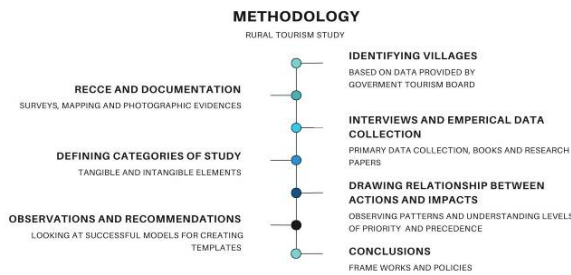 METHODOLOGY
RURAL TOURISM STUDY
IDENTIFYING VILLAGES
BASED ON DATA PROVIDED BY
GOVERMENT TOURISM BOARD
RECCE AND DOCUMENTATION
SURVEYS, MAPPING AND PHOTOGRAPHIC EVIDENCES
INTERVIEWS AND EMPERICAL DATA
COLLECTION
PRIMARY DATA COLLECTION, BOOKS AND RESEARCH
PAPERS
DEFINING CATEGORIES OF STUDY
TANGIBLE AND INTANGIBLE ELEMENTS
DRAWING RELATIONSHIP BETWEEN
ACTIONS AND IMPACTS
OBSERVING PATTERNS AND UNDERSTANDING LEVELS
OF PRIORITY AND PRECEDENCE
OBSERVATIONS AND RECOMMENDATIONS
LOOKING AT SUCCESSFUL MODELS FOR CREATING
TEMPLATES
CONCLUSIONS
FRAME WORKS AND POLICIES